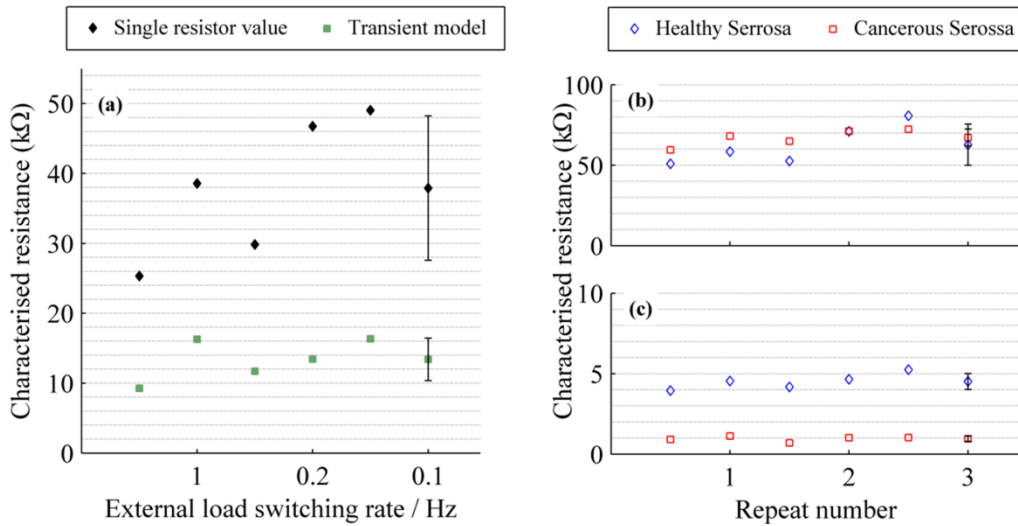 Single resistor value Transient model
Healthy Serrosa Cancerous Serossa
(a)
50
40
30
20
10
0
1 0.2 0.1
Characterised resistance (kΩ)
External load switching rate / Hz
(b)
100
50
0
(c)
10
5
0
1 2 3
Characterised resistance (kΩ)
Repeat number